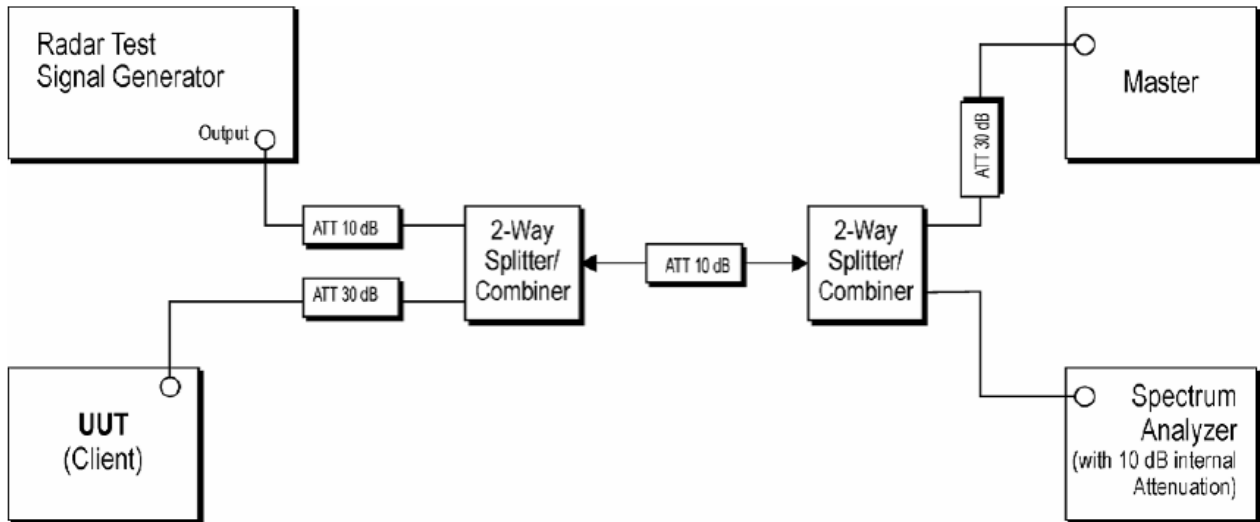 Radar Test
Signal Generator
Output
Master
ATT 30 dB
ATT 10 dB
2-Way
Splitter/
Combiner
ATT 10 dB
2-Way
Splitter/
Combiner
ATT 30 dB
UUT
(Client)
Spectrum
Analyzer
(with 10 dB internal
Attenuation)